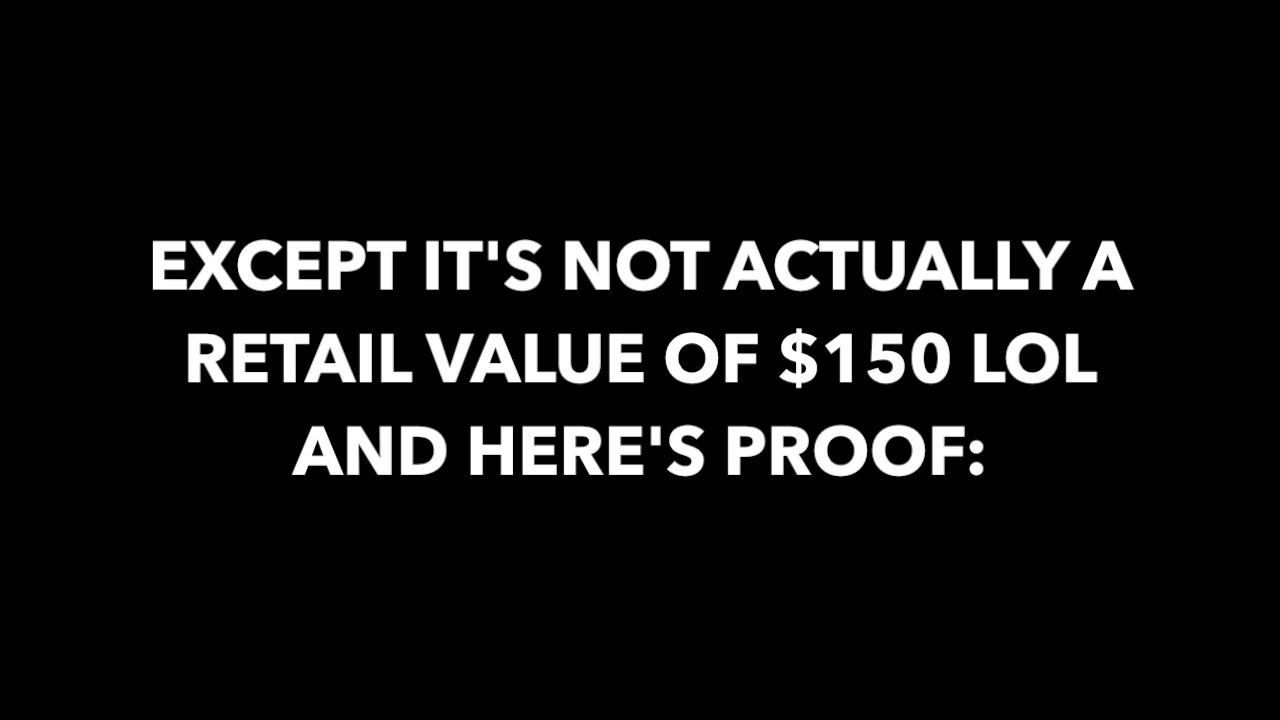 EXCEPT IT'S NOT ACTUALLY A
RETAIL VALUE OF $150 LOL
AND HERE'S PROOF: